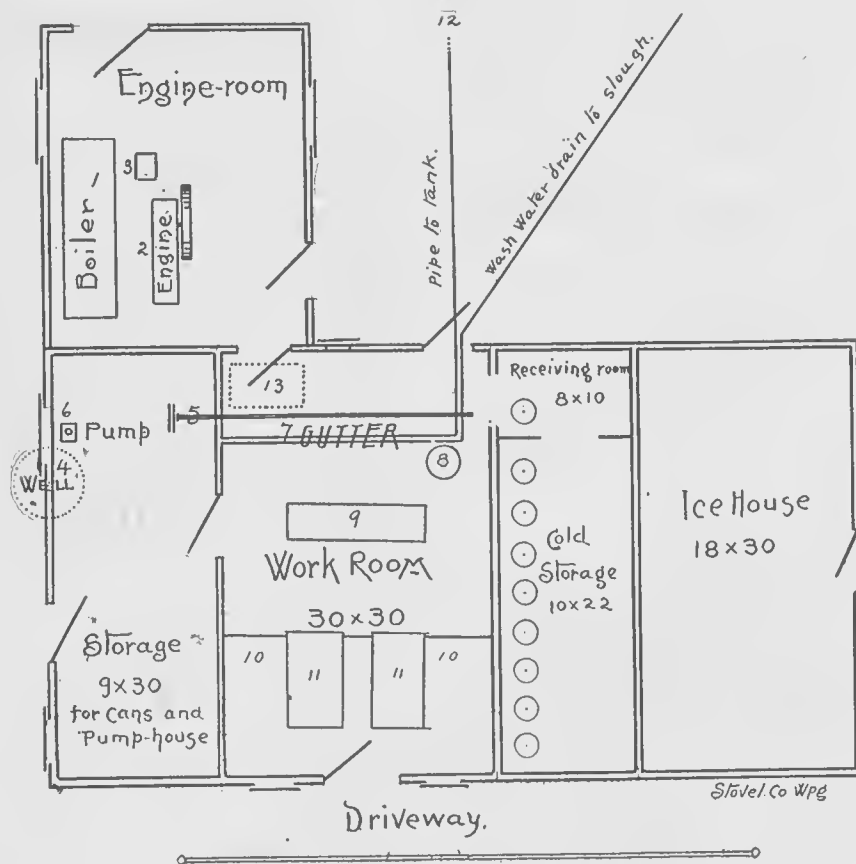 12
Engine-room
Pipe to tank.
Wash water drain to slough.
3
Boiler 1
2
Engine.
Receiving room
8x10
13
5
6
Pump
7 GUTTER
8
4
WELL
9
Ice House
18x30
Cold
Storage
10x22
Work Room
30x30
Storage
9x30
for Cans and
Pump-house
10
11
11
10
Stovel.Co Wpg
Driveway.